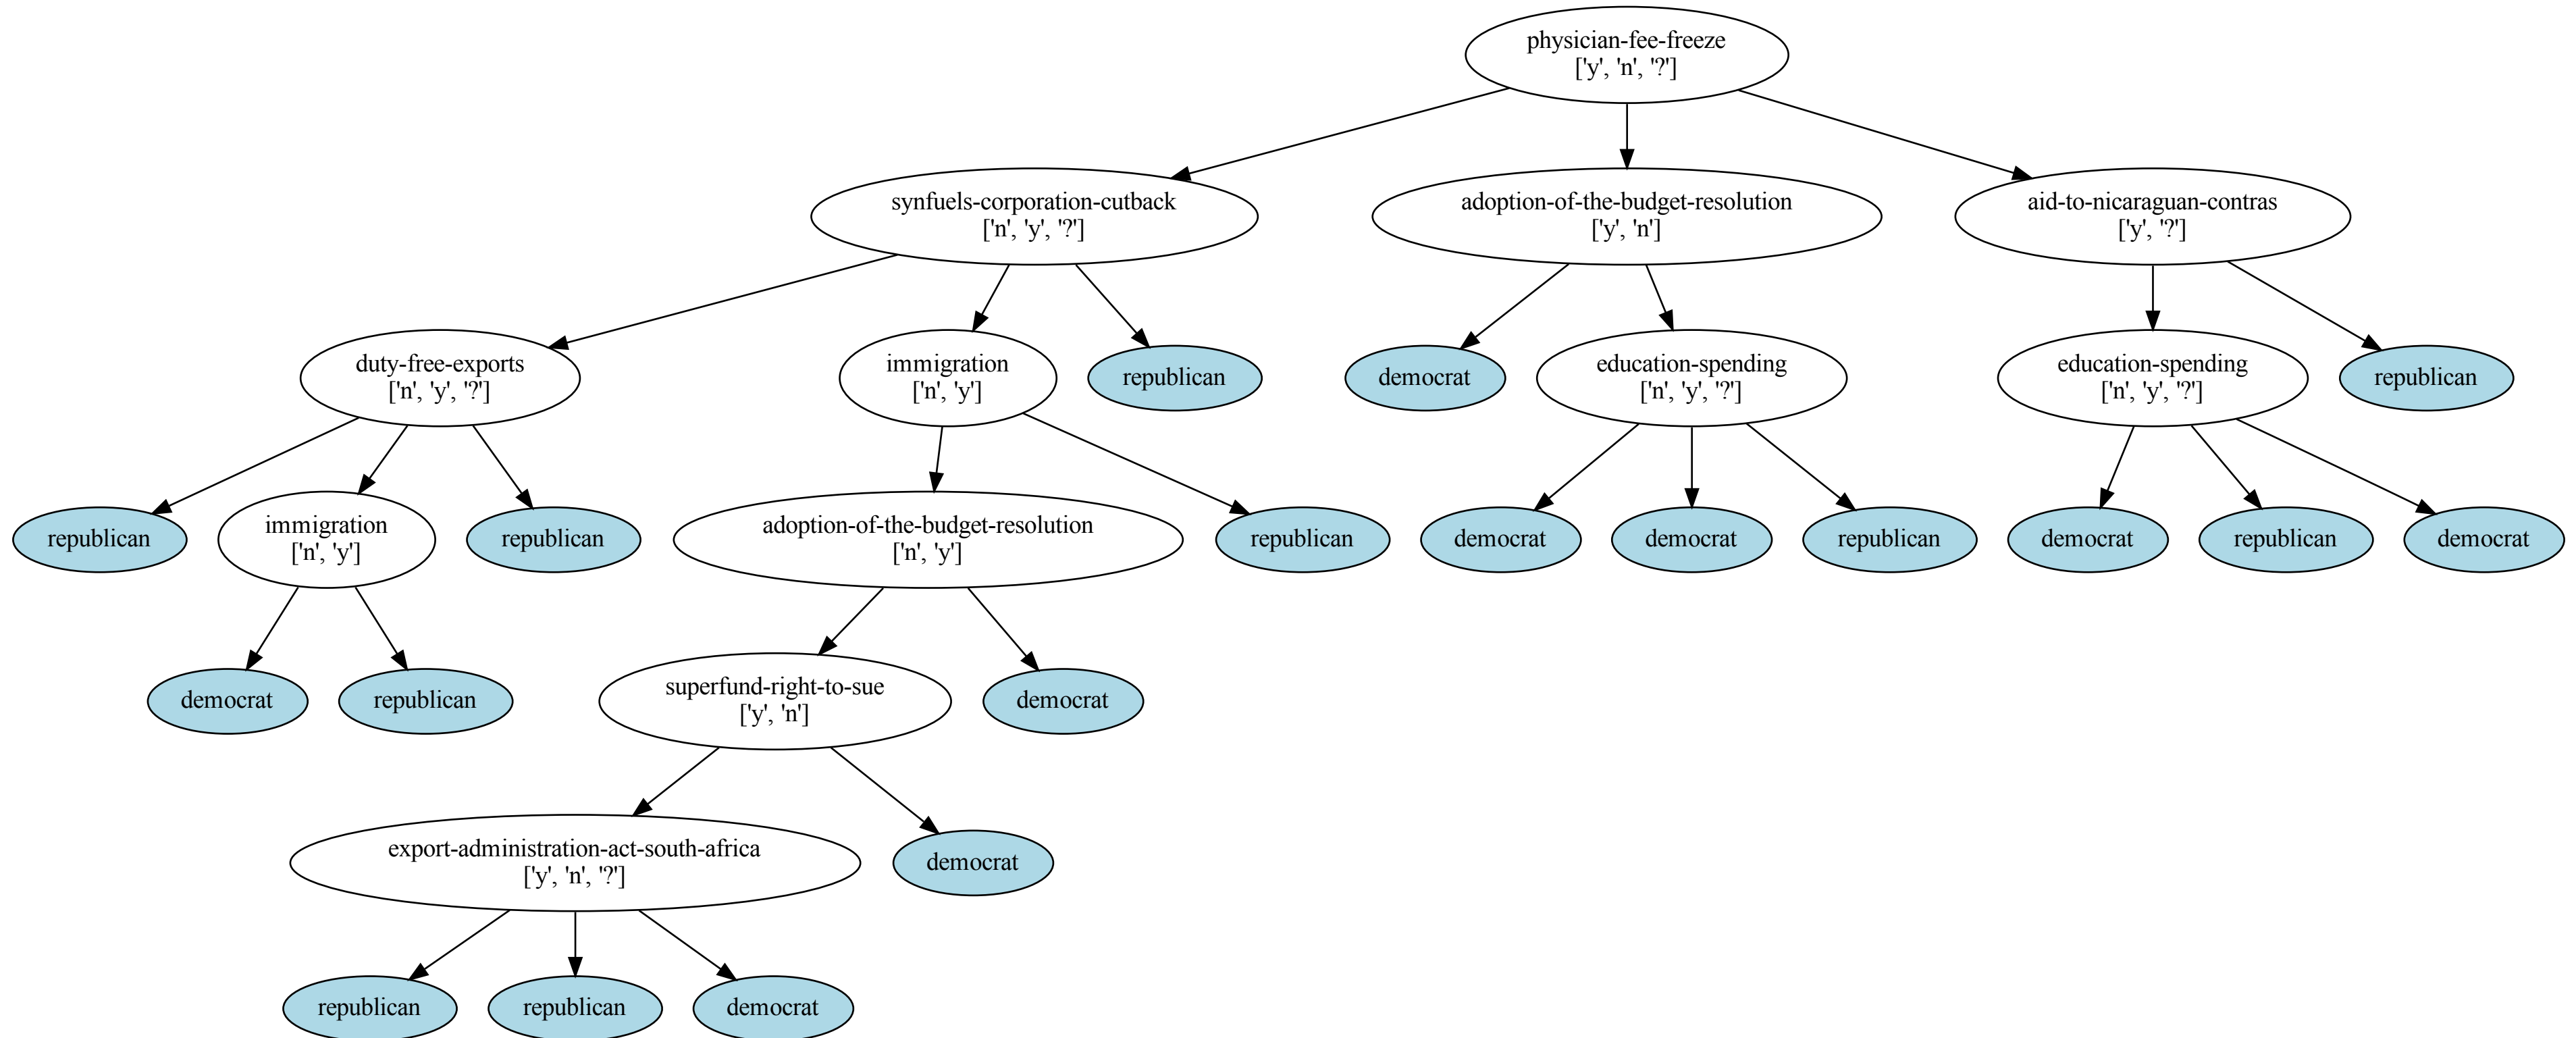 physician-fee-freeze
['y', 'n', '?']
synfuels-corporation-cutback
['n', 'y', '?']
adoption-of-the-budget-resolution
['y', 'n']
aid-to-nicaraguan-contras
['y', '?']
duty-free-exports
['n', 'y', '?']
immigration
['n', 'y']
republican
democrat
education-spending
['n', 'y', '?']
education-spending
['n', 'y', '?']
republican
republican
immigration
['n', 'y']
republican
adoption-of-the-budget-resolution
['n', 'y']
republican
democrat
democrat
republican
democrat
republican
democrat
democrat
republican
superfund-right-to-sue
['y', 'n']
democrat
export-administration-act-south-africa
['y', 'n', '?']
democrat
republican
republican
democrat